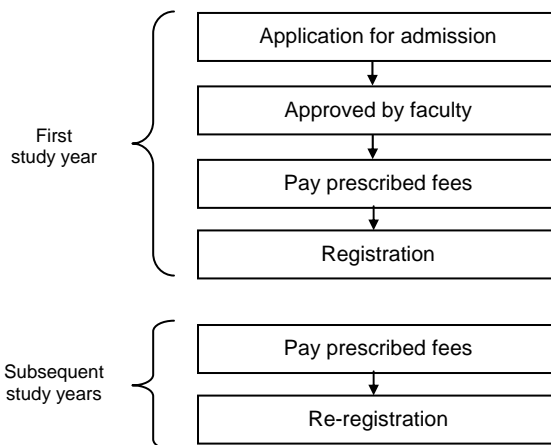 Application for admission
Approved by faculty
First
study year
Pay prescribed fees
Registration
Pay prescribed fees
Subsequent
study years
Re-registration